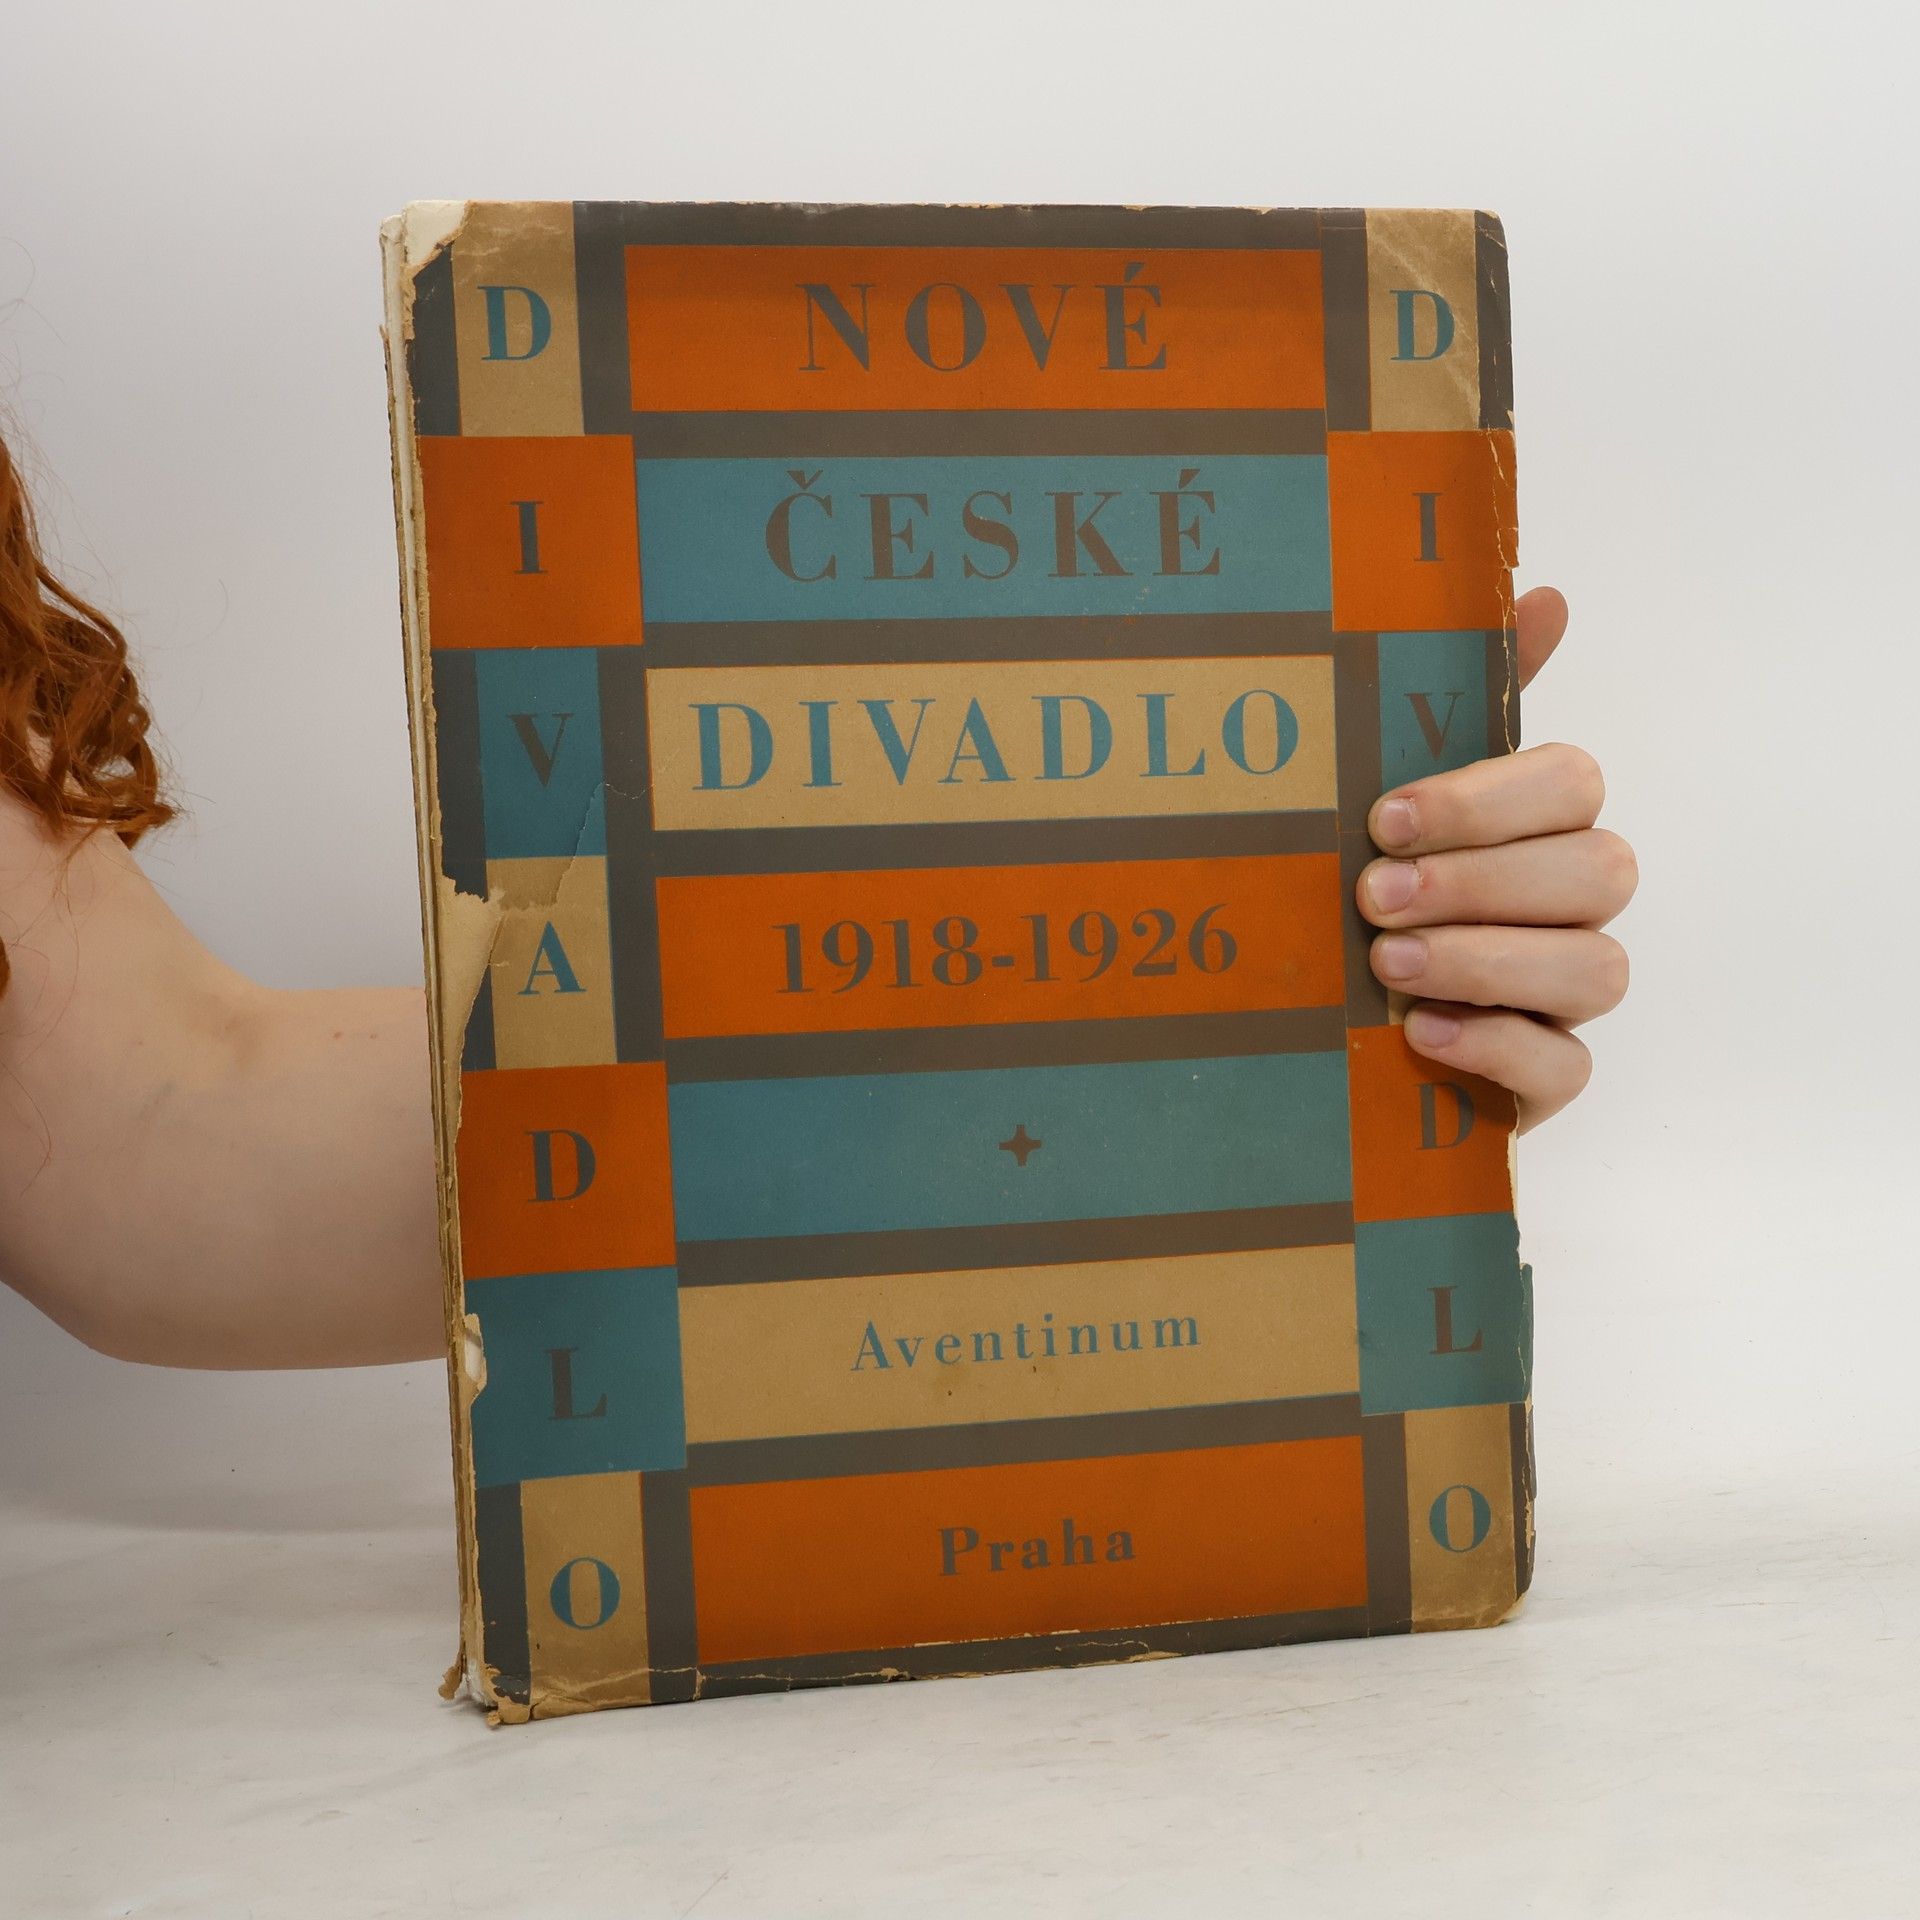 NOVÉ
ČESKÉ
DIVADLO
1918-1926
Aventinum
Praha
D
I
V
A
D
L
O
D
I
V
D
L
O